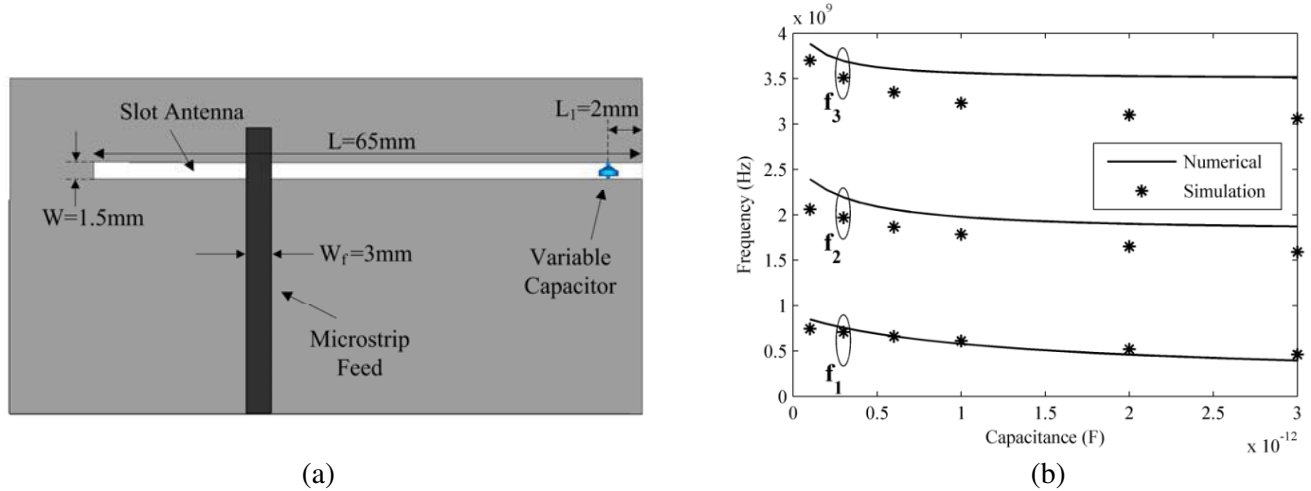 Slot Antenna
L₁=2mm
L=65mm
W=1.5mm
W_f=3mm
Variable
Capacitor
Microstrip
Feed
(a)
x 10⁹
4
3.5
3
2.5
2
1.5
1
0.5
0
Frequency (Hz)
f₃
f₂
f₁
Numerical
Simulation
0 0.5 1 1.5 2 2.5 3
Capacitance (F)
x 10⁻¹²
(b)